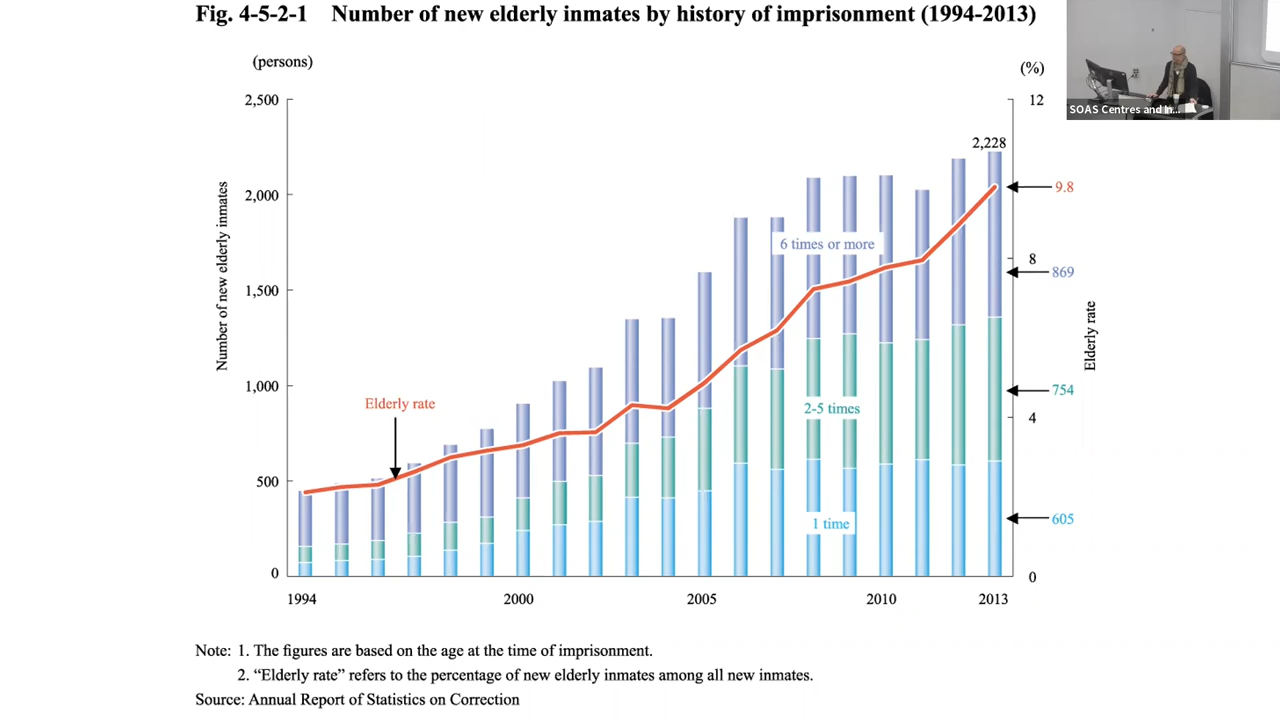 Fig. 4-5-2-1 Number of new elderly inmates by history of imprisonment (1994-2013)
(persons)
(%)
SOAS Centres and In...
2,500
12
2,228
2,000
9.8
6 times or more
8
869
1,500
Number of new elderly inmates
Elderly rate
1,000
Elderly rate
754
2-5 times
4
500
605
1 time
0
0
1994
2000
2005
2010
2013
Note: 1. The figures are based on the age at the time of imprisonment.
2. “Elderly rate” refers to the percentage of new elderly inmates among all new inmates.
Source: Annual Report of Statistics on Correction